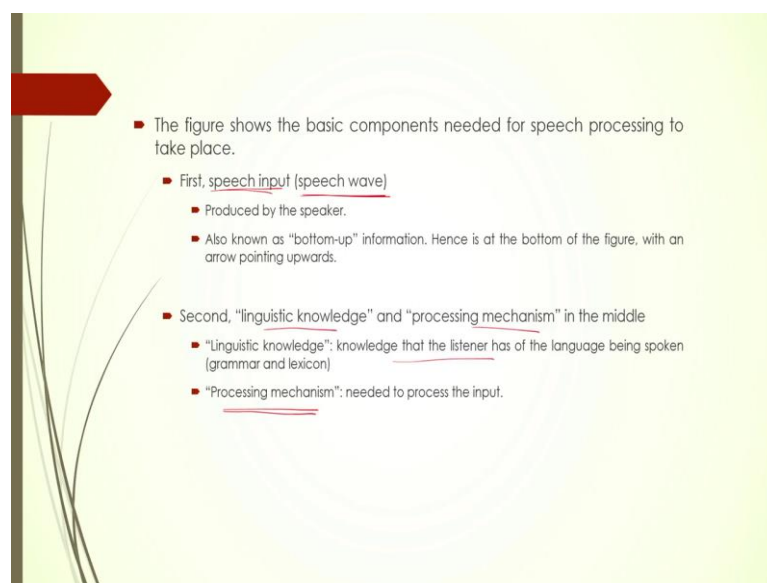 The figure shows the basic components needed for speech processing to
take place.
First, speech input (speech wave)
Produced by the speaker.
Also known as “bottom-up” information. Hence is at the bottom of the figure, with an
arrow pointing upwards.
Second, “linguistic knowledge” and “processing mechanism” in the middle
“Linguistic knowledge”: knowledge that the listener has of the language being spoken
(grammar and lexicon)
“Processing mechanism”: needed to process the input.